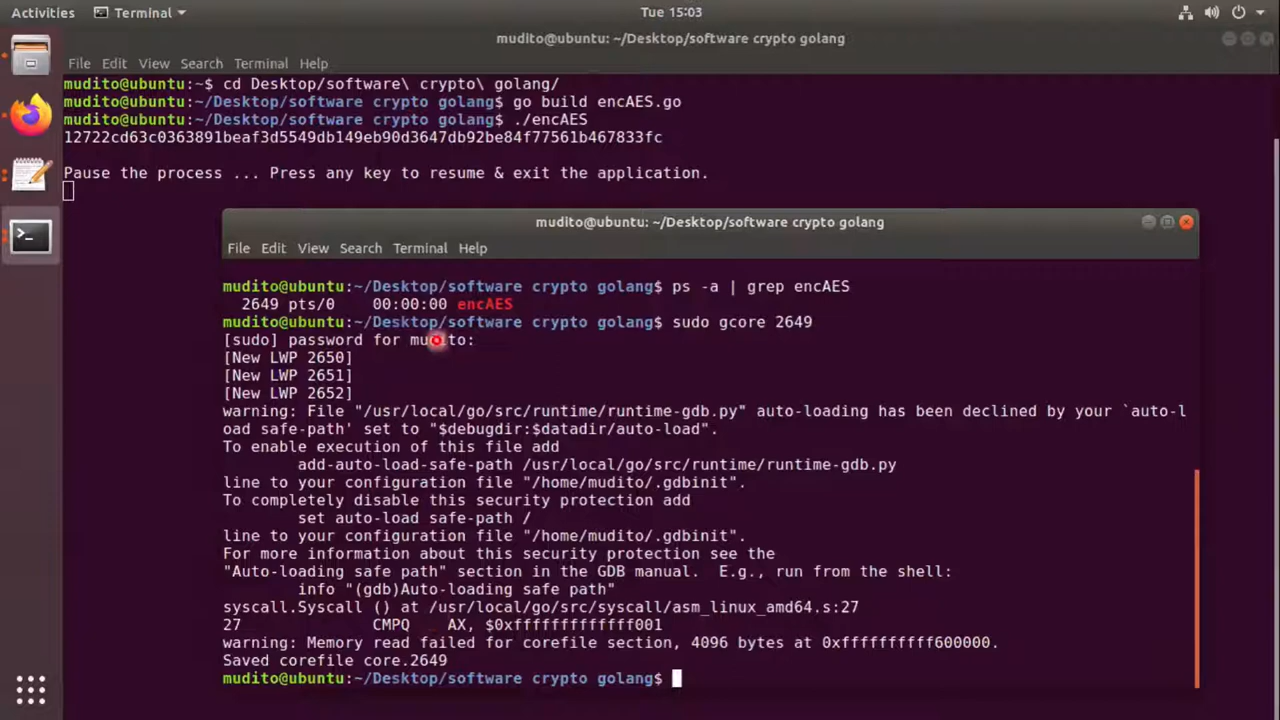 Activities Terminal Tue 15:03
mudito@ubuntu: ~/Desktop/software crypto golang
File Edit View Search Terminal Help
mudito@ubuntu:~$ cd Desktop/software\ crypto\ golang/
mudito@ubuntu:~/Desktop/software crypto golang$ go build encAES.go
mudito@ubuntu:~/Desktop/software crypto golang$ ./encAES
12722cd63c0363891beaf3d5549db149eb90d3647db92be84f77561b467833fc
Pause the process ... Press any key to resume & exit the application.
mudito@ubuntu: ~/Desktop/software crypto golang
File Edit View Search Terminal Help
mudito@ubuntu:~/Desktop/software crypto golang$ ps -a | grep encAES
2649 pts/0 00:00:00 encAES
mudito@ubuntu:~/Desktop/software crypto golang$ sudo gcore 2649
[sudo] password for mudito:
[New LWP 2650]
[New LWP 2651]
[New LWP 2652]
warning: File "/usr/local/go/src/runtime/runtime-gdb.py" auto-loading has been declined by your `auto-l
oad safe-path' set to "$debugdir:$datadir/auto-load".
To enable execution of this file add
add-auto-load-safe-path /usr/local/go/src/runtime/runtime-gdb.py
line to your configuration file "/home/mudito/.gdbinit".
To completely disable this security protection add
set auto-load safe-path /
line to your configuration file "/home/mudito/.gdbinit".
For more information about this security protection see the
"Auto-loading safe path" section in the GDB manual. E.g., run from the shell:
info "(gdb)Auto-loading safe path"
syscall.Syscall () at /usr/local/go/src/syscall/asm_linux_amd64.s:27
27 CMPQ AX, $0xfffffffffffff001
warning: Memory read failed for corefile section, 4096 bytes at 0xffffffffff600000.
Saved corefile core.2649
mudito@ubuntu:~/Desktop/software crypto golang$